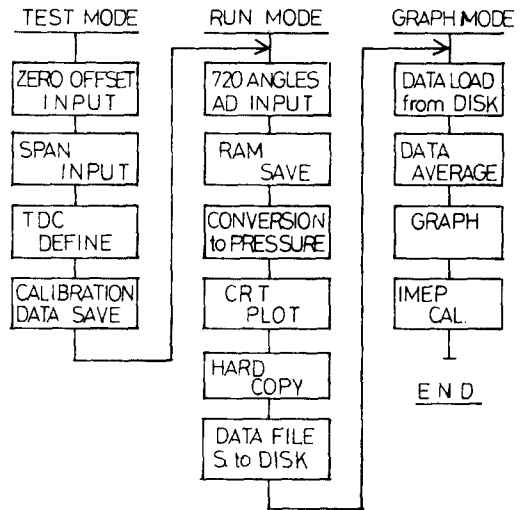 TEST MODE
ZERO OFFSET
INPUT
SPAN
INPUT
TDC
DEFINE
CALIBRATION
DATA SAVE
RUN MODE
720 ANGLES
AD INPUT
RAM
SAVE
CONVERSION
to PRESSURE
CRT
PLOT
HARD
COPY
DATA FILE
S. to DISK
GRAPH MODE
DATA LOAD
from DISK
DATA
AVERAGE
GRAPH
IMEP
CAL.
END